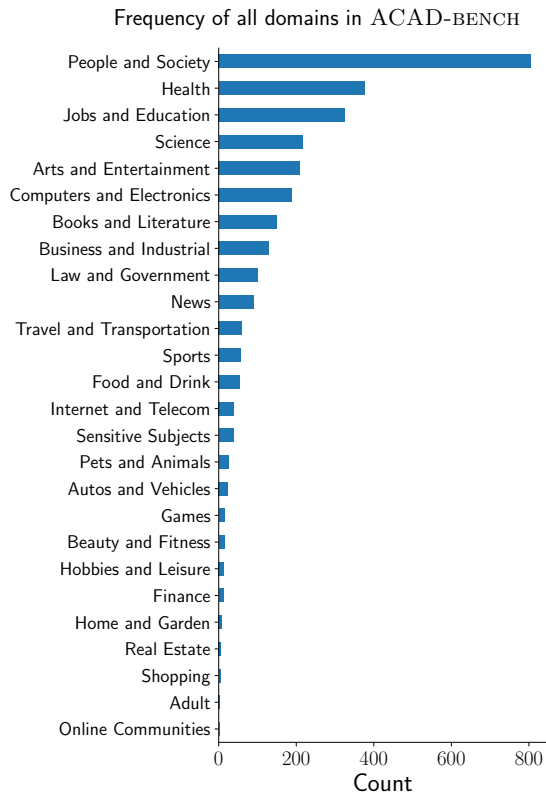 Frequency of all domains in ACAD-BENCH
People and Society
Health
Jobs and Education
Science
Arts and Entertainment
Computers and Electronics
Books and Literature
Business and Industrial
Law and Government
News
Travel and Transportation
Sports
Food and Drink
Internet and Telecom
Sensitive Subjects
Pets and Animals
Autos and Vehicles
Games
Beauty and Fitness
Hobbies and Leisure
Finance
Home and Garden
Real Estate
Shopping
Adult
Online Communities
0 200 400 600 800
Count